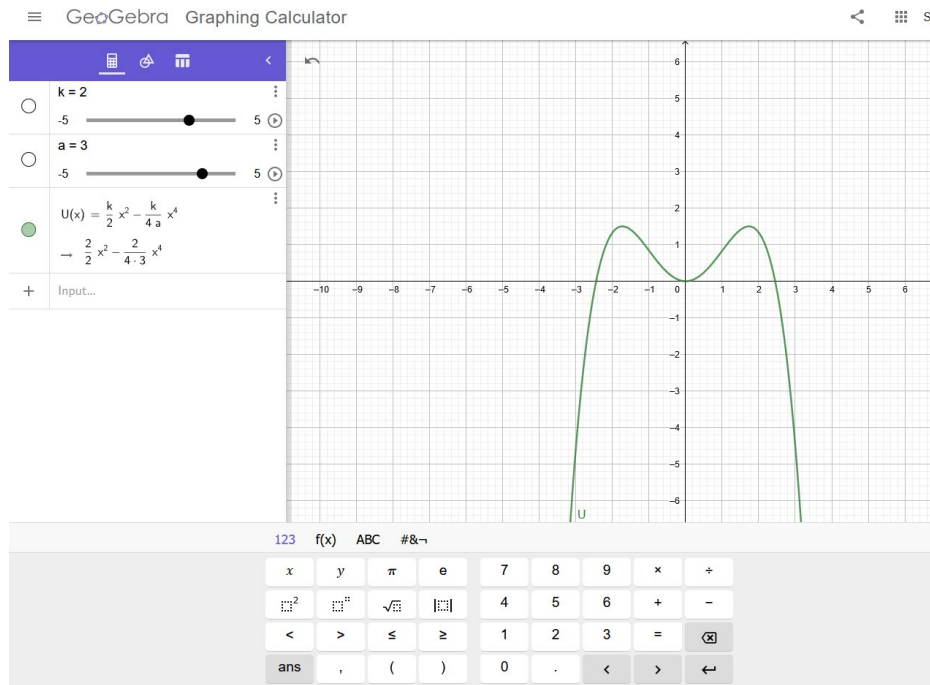 GeoGebra Graphing Calculator
S
k = 2
-5 5
a = 3
-5 5
U(x) = k/2 x² − k/(4 a) x⁴
→ 2/2 x² − 2/(4 · 3) x⁴
+ Input...
6
5
4
3
2
1
−10 −9 −8 −7 −6 −5 −4 −3 −2 −1 0 1 2 3 4 5 6
−1
−2
−3
−4
−5
−6
U
123 f(x) ABC #&¬
x y π e 7 8 9 × ÷
² √ 4 5 6 + −
< > ≤ ≥ 1 2 3 =
ans , ( ) 0 . < >